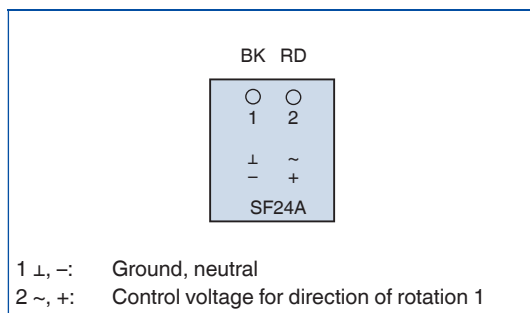 BK RD
1 2
⊥ ~
– +
SF24A
1 ⊥, –: Ground, neutral
2 ~, +: Control voltage for direction of rotation 1